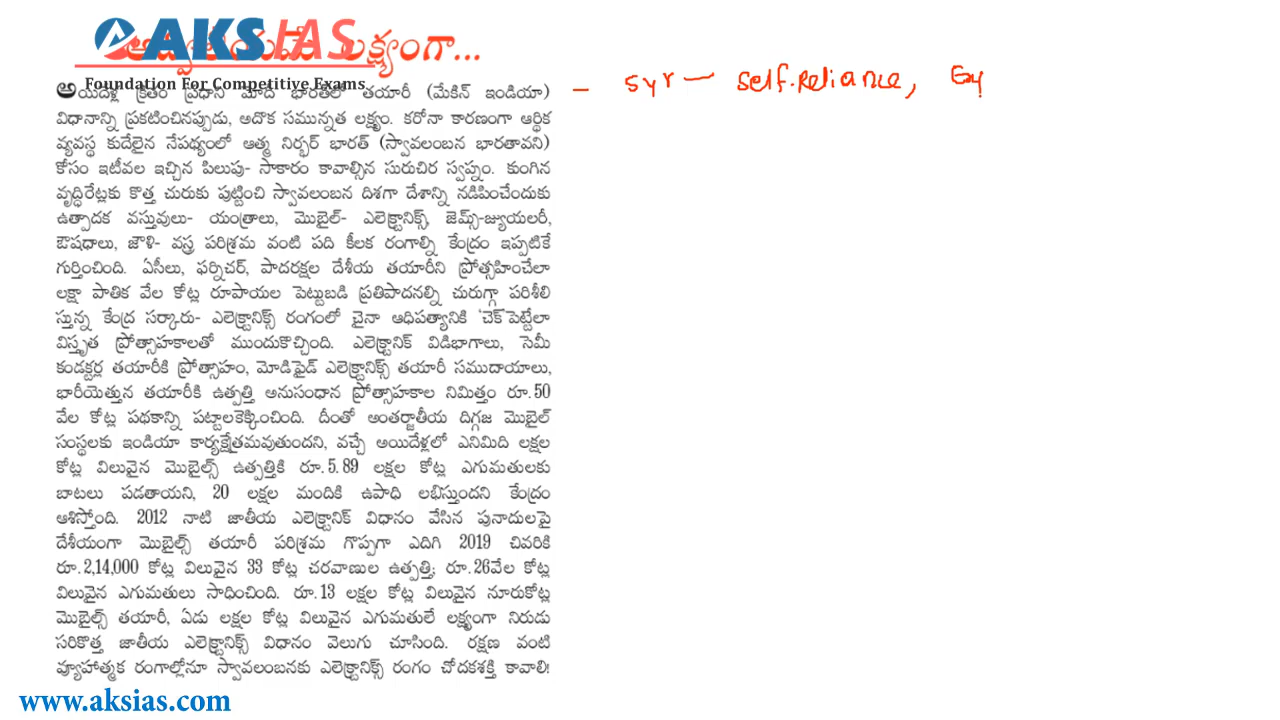 AKS IAS
లక్ష్యంగా...
Foundation For Competitive Exams
అయిదేళ్ల క్రితం ప్రధాని మోదీ భారత్‌లో తయారీ (మేకిన్ ఇండియా)
విధానాన్ని ప్రకటించినప్పుడు, అదొక సమున్నత లక్ష్యం. కరోనా కారణంగా ఆర్థిక
వ్యవస్థ కుదేలైన నేపథ్యంలో ఆత్మ నిర్భర్ భారత్ (స్వావలంబన భారతావని)
కోసం ఇటీవల ఇచ్చిన పిలుపు- సాకారం కావాల్సిన సురుచిర స్వప్నం. కుంగిన
వృద్ధిరేట్లకు కొత్త చురుకు పుట్టించి స్వావలంబన దిశగా దేశాన్ని నడిపించేందుకు
ఉత్పాదక వస్తువులు- యంత్రాలు, మొబైల్- ఎలెక్ట్రానిక్స్, జెమ్స్-జ్యుయలరీ,
ఔషధాలు, జౌళి- వస్త్ర పరిశ్రమ వంటి పది కీలక రంగాల్ని కేంద్రం ఇప్పటికే
గుర్తించింది. ఏసీలు, ఫర్నిచర్, పాదరక్షల దేశీయ తయారీని ప్రోత్సహించేలా
లక్షా పాతిక వేల కోట్ల రూపాయల పెట్టుబడి ప్రతిపాదనల్ని చురుగ్గా పరిశీలి
స్తున్న కేంద్ర సర్కారు- ఎలెక్ట్రానిక్స్ రంగంలో చైనా ఆధిపత్యానికి 'చెక్'పెట్టేలా
విస్తృత ప్రోత్సాహకాలతో ముందుకొచ్చింది. ఎలెక్ట్రానిక్ విడిభాగాలు, సెమీ
కండక్టర్ల తయారీకి ప్రోత్సాహం, మోడిఫైడ్ ఎలెక్ట్రానిక్స్ తయారీ సముదాయాలు,
భారీయెత్తున తయారీకి ఉత్పత్తి అనుసంధాన ప్రోత్సాహకాల నిమిత్తం రూ.50
వేల కోట్ల పథకాన్ని పట్టాలకెక్కించింది. దీంతో అంతర్జాతీయ దిగ్గజ మొబైల్
సంస్థలకు ఇండియా కార్యక్షేత్రమవుతుందని, వచ్చే అయిదేళ్లలో ఎనిమిది లక్షల
కోట్ల విలువైన మొబైల్స్ ఉత్పత్తికి రూ.5.89 లక్షల కోట్ల ఎగుమతులకు
బాటలు పడతాయని, 20 లక్షల మందికి ఉపాధి లభిస్తుందని కేంద్రం
ఆశిస్తోంది. 2012 నాటి జాతీయ ఎలెక్ట్రానిక్ విధానం వేసిన పునాదులపై
దేశీయంగా మొబైల్స్ తయారీ పరిశ్రమ గొప్పగా ఎదిగి 2019 చివరికి
రూ.2,14,000 కోట్ల విలువైన 33 కోట్ల చరవాణుల ఉత్పత్తి; రూ.26వేల కోట్ల
విలువైన ఎగుమతులు సాధించింది. రూ.13 లక్షల కోట్ల విలువైన నూరుకోట్ల
మొబైల్స్ తయారీ, ఏడు లక్షల కోట్ల విలువైన ఎగుమతులే లక్ష్యంగా నిరుడు
సరికొత్త జాతీయ ఎలెక్ట్రానిక్స్ విధానం వెలుగు చూసింది. రక్షణ వంటి
వ్యూహాత్మక రంగాల్లోనూ స్వావలంబనకు ఎలెక్ట్రానిక్స్ రంగం చోదకశక్తి కావాలి!
- 5yr - Self.Reliance,
www.aksias.com